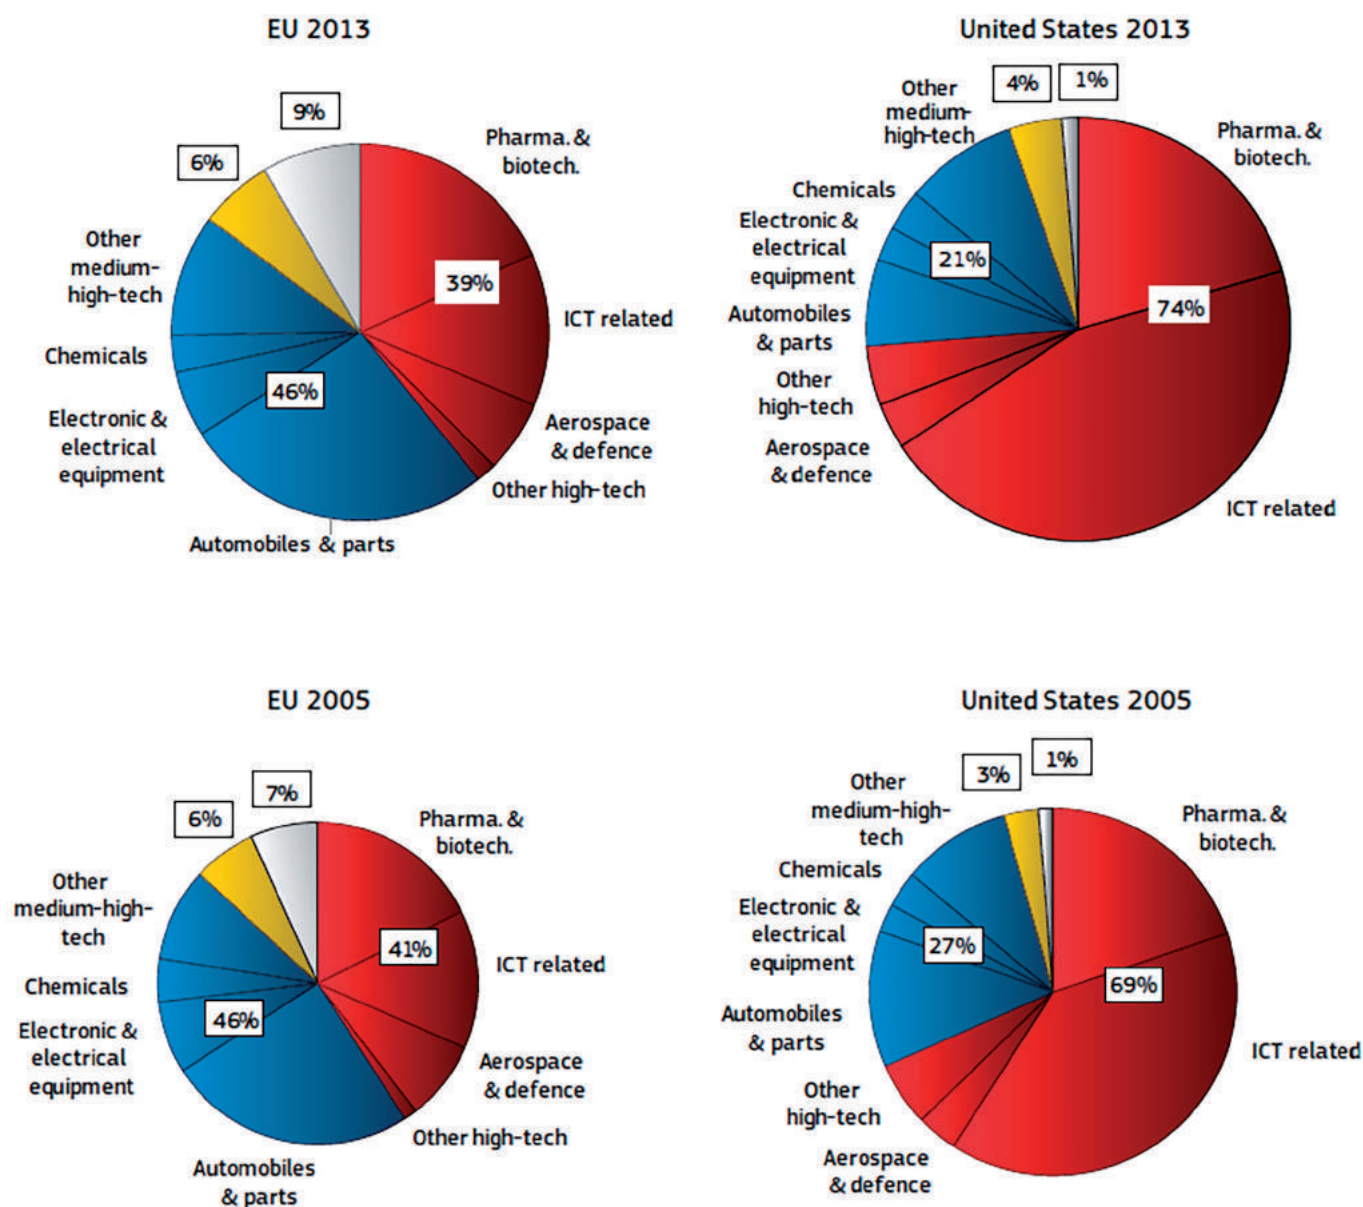 EU 2013
9%
6%
Pharma. &
biotech.
Other
medium-
high-tech
39%
ICT related
Chemicals
46%
Electronic &
electrical
equipment
Aerospace
& defence
Other high-tech
Automobiles & parts
United States 2013
4%
1%
Other
medium-
high-tech
Pharma. &
biotech.
Chemicals
Electronic &
electrical
equipment
21%
74%
Automobiles
& parts
Other
high-tech
Aerospace
& defence
ICT related
EU 2005
7%
6%
Pharma. &
biotech.
Other
medium-high-
tech
41%
ICT related
Chemicals
46%
Electronic &
electrical
equipment
Aerospace
& defence
Other high-tech
Automobiles
& parts
United States 2005
3%
1%
Other
medium-high-
tech
Pharma. &
biotech.
Chemicals
Electronic &
electrical
equipment
27%
69%
Automobiles
& parts
ICT related
Other
high-tech
Aerospace
& defence